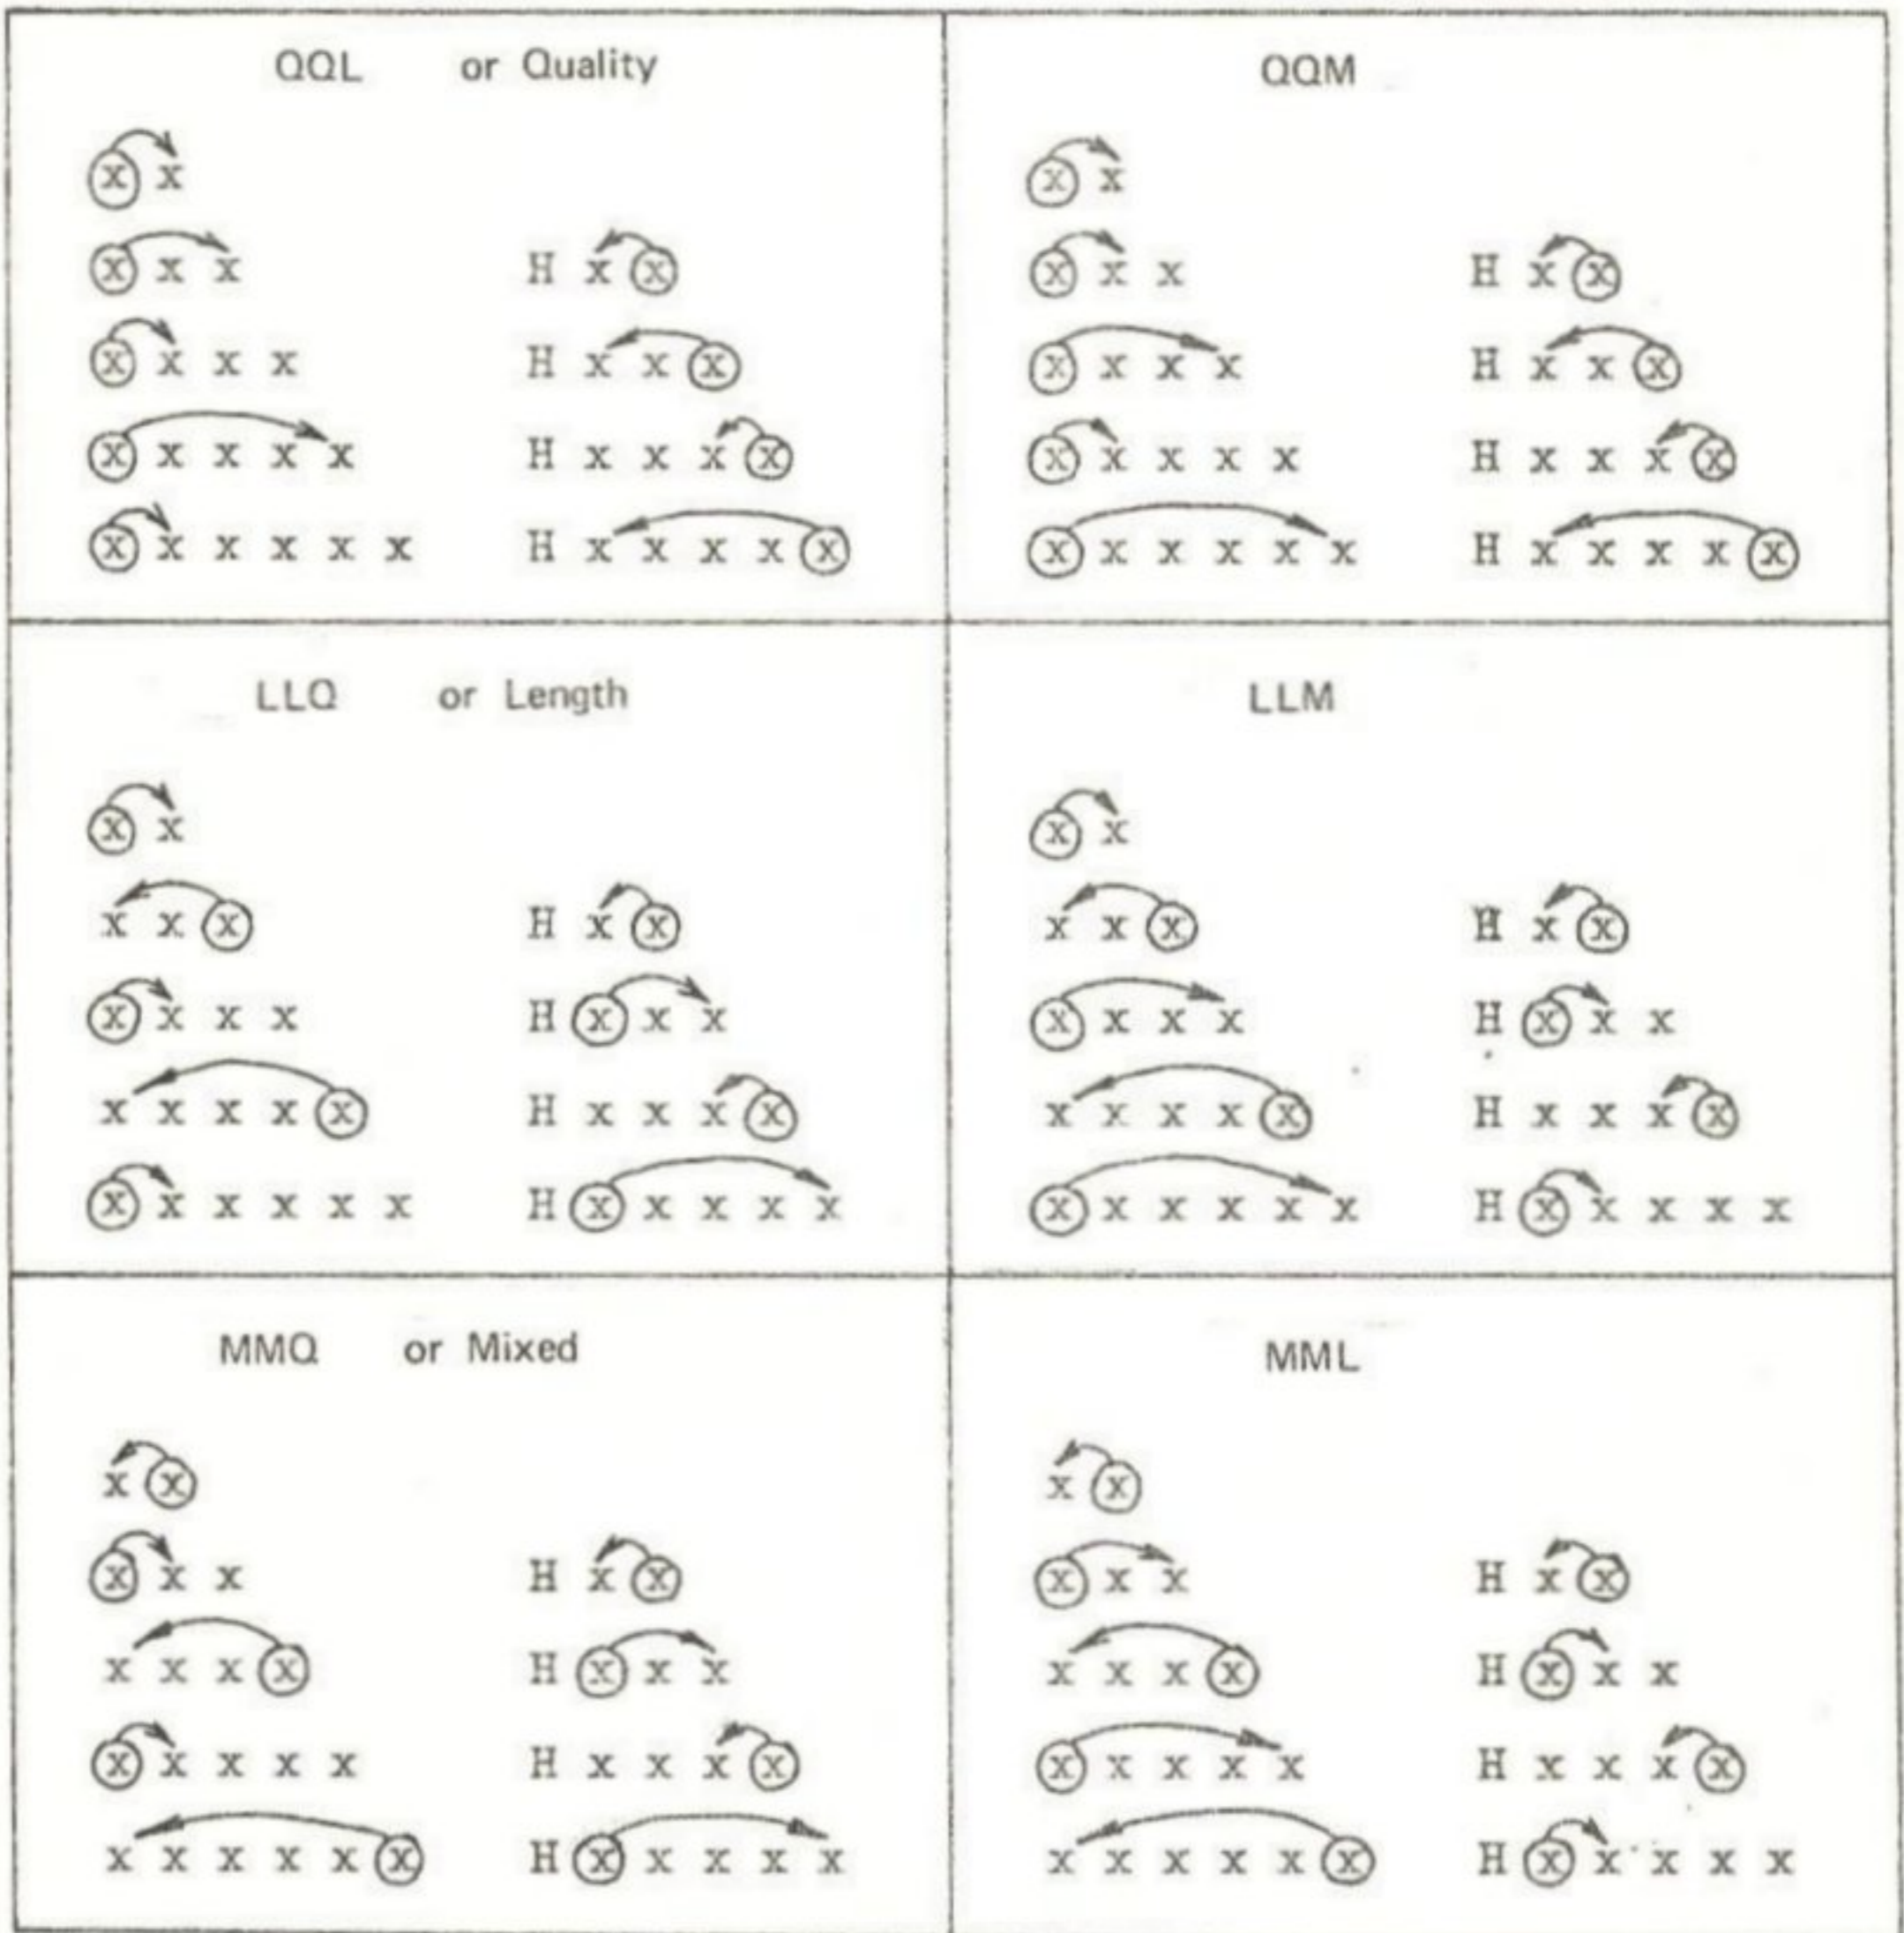 QQL or Quality
x x
x x x
H x x
x x x x
H x x x
x x x x x
H x x x x
x x x x x x
H x x x x x
QQM
x x
x x x
H x x
x x x x
H x x x
x x x x x
H x x x x
x x x x x x
H x x x x x
LLQ or Length
x x
x x x
H x x
x x x x
H x x x
x x x x x
H x x x x
x x x x x x
H x x x x x
LLM
x x
x x x
H x x
x x x x
H x x x
x x x x x
H x x x x
x x x x x x
H x x x x x
MMQ or Mixed
x x
x x x
H x x
x x x x
H x x x
x x x x x
H x x x x
x x x x x x
H x x x x x
MML
x x
x x x
H x x
x x x x
H x x x
x x x x x
H x x x x
x x x x x x
H x x x x x